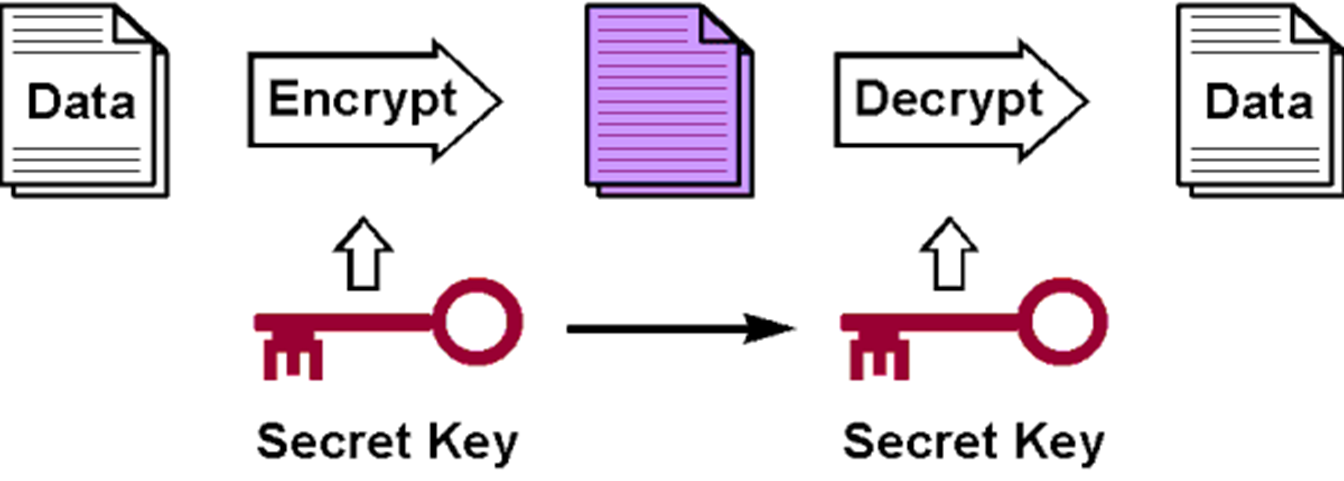 Data
Encrypt
Decrypt
Data
Secret Key
Secret Key